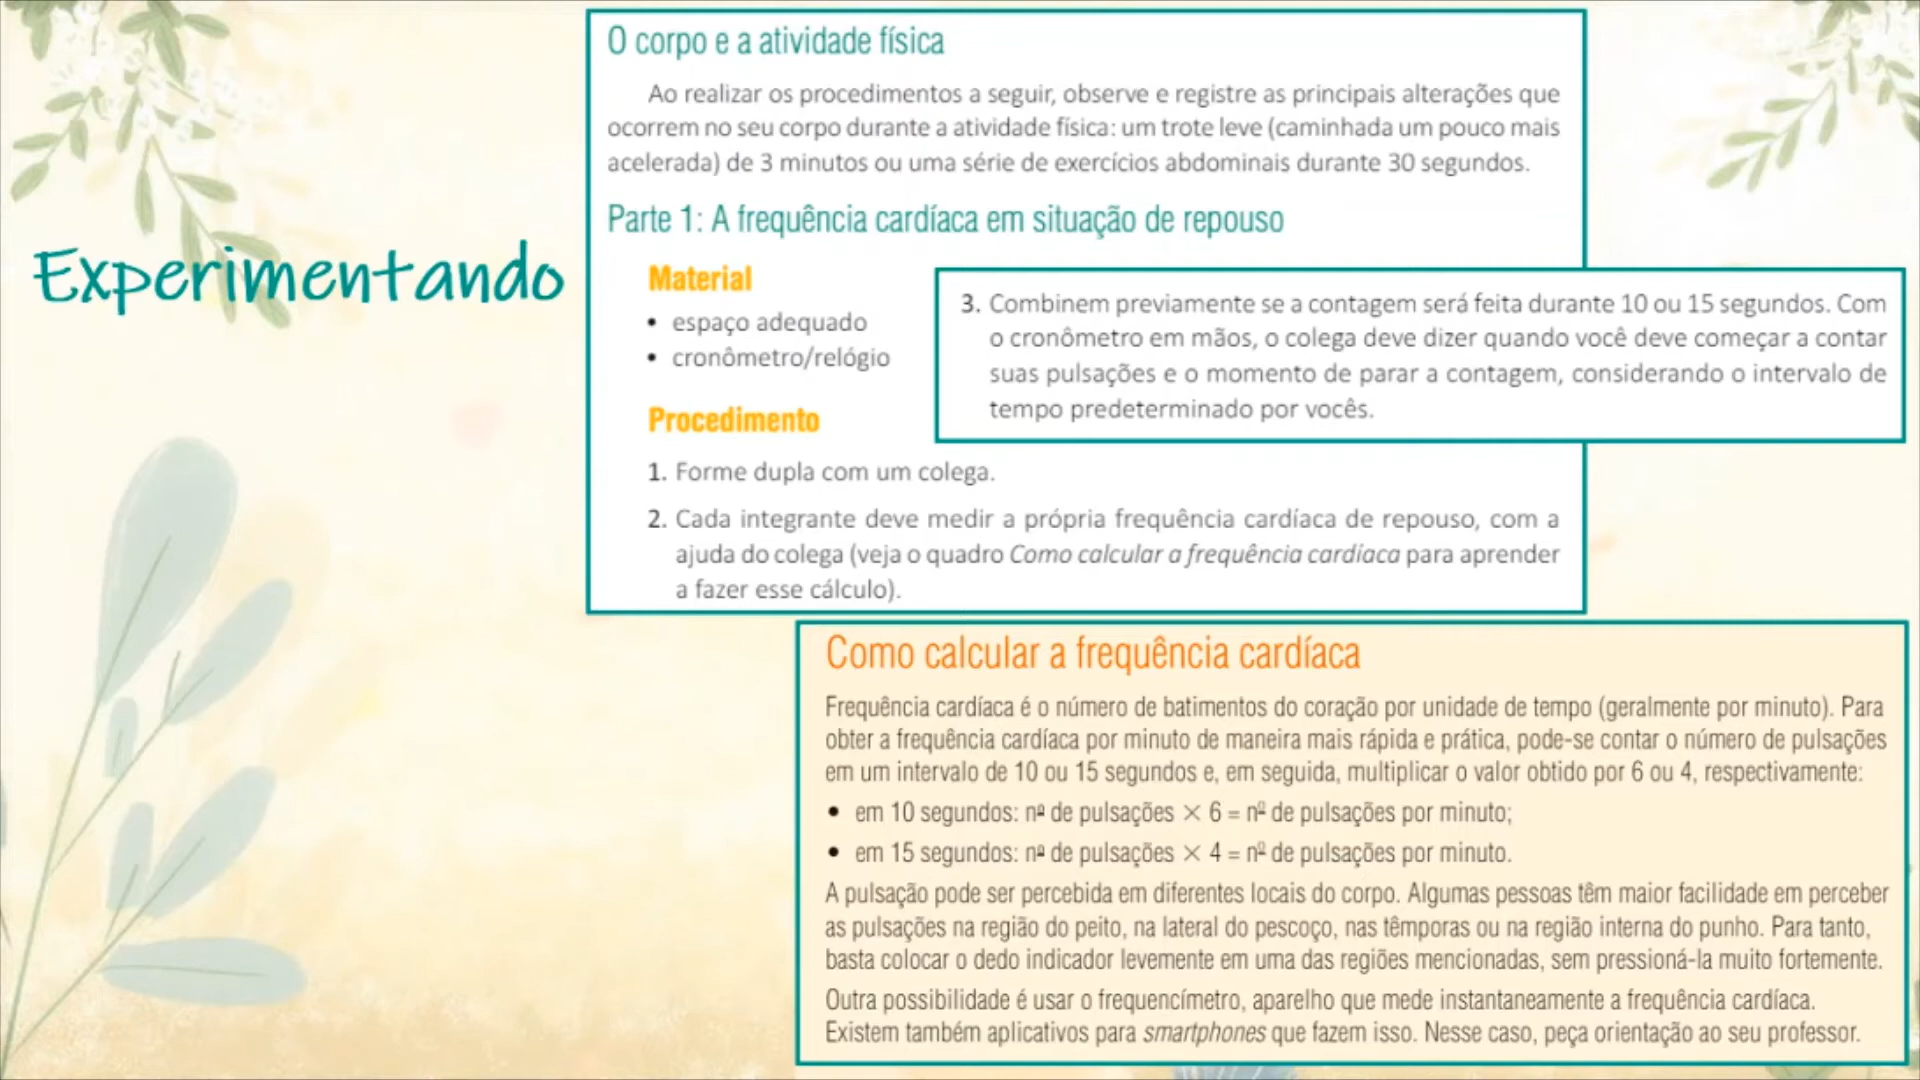 Experimentando
O corpo e a atividade física
Ao realizar os procedimentos a seguir, observe e registre as principais alterações que
ocorrem no seu corpo durante a atividade física: um trote leve (caminhada um pouco mais
acelerada) de 3 minutos ou uma série de exercícios abdominais durante 30 segundos.
Parte 1: A frequência cardíaca em situação de repouso
Material
• espaço adequado
• cronômetro/relógio
Procedimento
1. Forme dupla com um colega.
2. Cada integrante deve medir a própria frequência cardíaca de repouso, com a
ajuda do colega (veja o quadro Como calcular a frequência cardíaca para aprender
a fazer esse cálculo).
3. Combinem previamente se a contagem será feita durante 10 ou 15 segundos. Com
o cronômetro em mãos, o colega deve dizer quando você deve começar a contar
suas pulsações e o momento de parar a contagem, considerando o intervalo de
tempo predeterminado por vocês.
Como calcular a frequência cardíaca
Frequência cardíaca é o número de batimentos do coração por unidade de tempo (geralmente por minuto). Para
obter a frequência cardíaca por minuto de maneira mais rápida e prática, pode-se contar o número de pulsações
em um intervalo de 10 ou 15 segundos e, em seguida, multiplicar o valor obtido por 6 ou 4, respectivamente:
• em 10 segundos: nº de pulsações × 6 = nº de pulsações por minuto;
• em 15 segundos: nº de pulsações × 4 = nº de pulsações por minuto.
A pulsação pode ser percebida em diferentes locais do corpo. Algumas pessoas têm maior facilidade em perceber
as pulsações na região do peito, na lateral do pescoço, nas têmporas ou na região interna do punho. Para tanto,
basta colocar o dedo indicador levemente em uma das regiões mencionadas, sem pressioná-la muito fortemente.
Outra possibilidade é usar o frequencímetro, aparelho que mede instantaneamente a frequência cardíaca.
Existem também aplicativos para smartphones que fazem isso. Nesse caso, peça orientação ao seu professor.